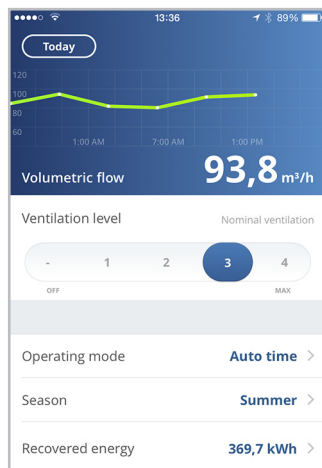 13:36 89%
Today
120
100
80
60
1:00 AM 7:00 AM 1:00 PM
Volumetric flow 93,8 m³/h
Ventilation level Nominal ventilation
- 1 2 3 4
OFF MAX
Operating mode Auto time
Season Summer
Recovered energy 369,7 kWh